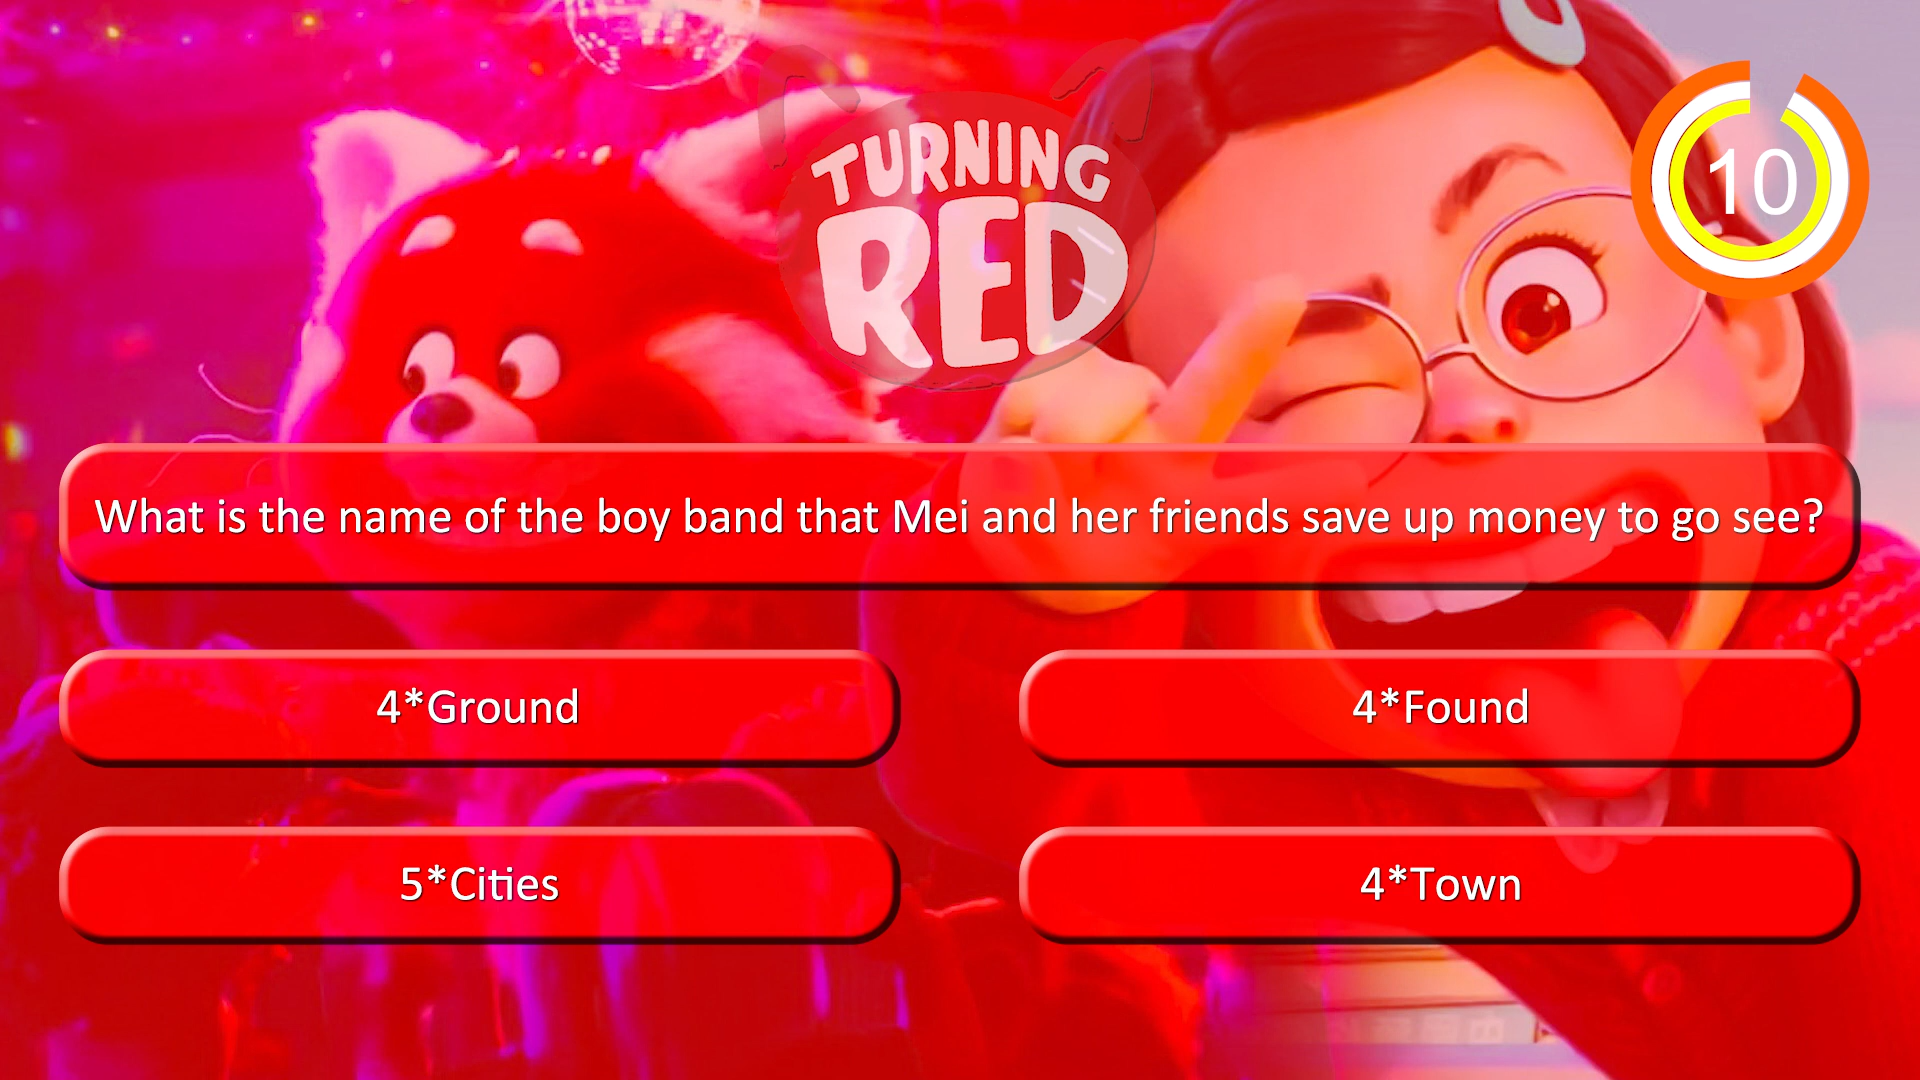 TURNING
RED
10
What is the name of the boy band that Mei and her friends save up money to go see?
4*Ground
4*Found
5*Cities
4*Town